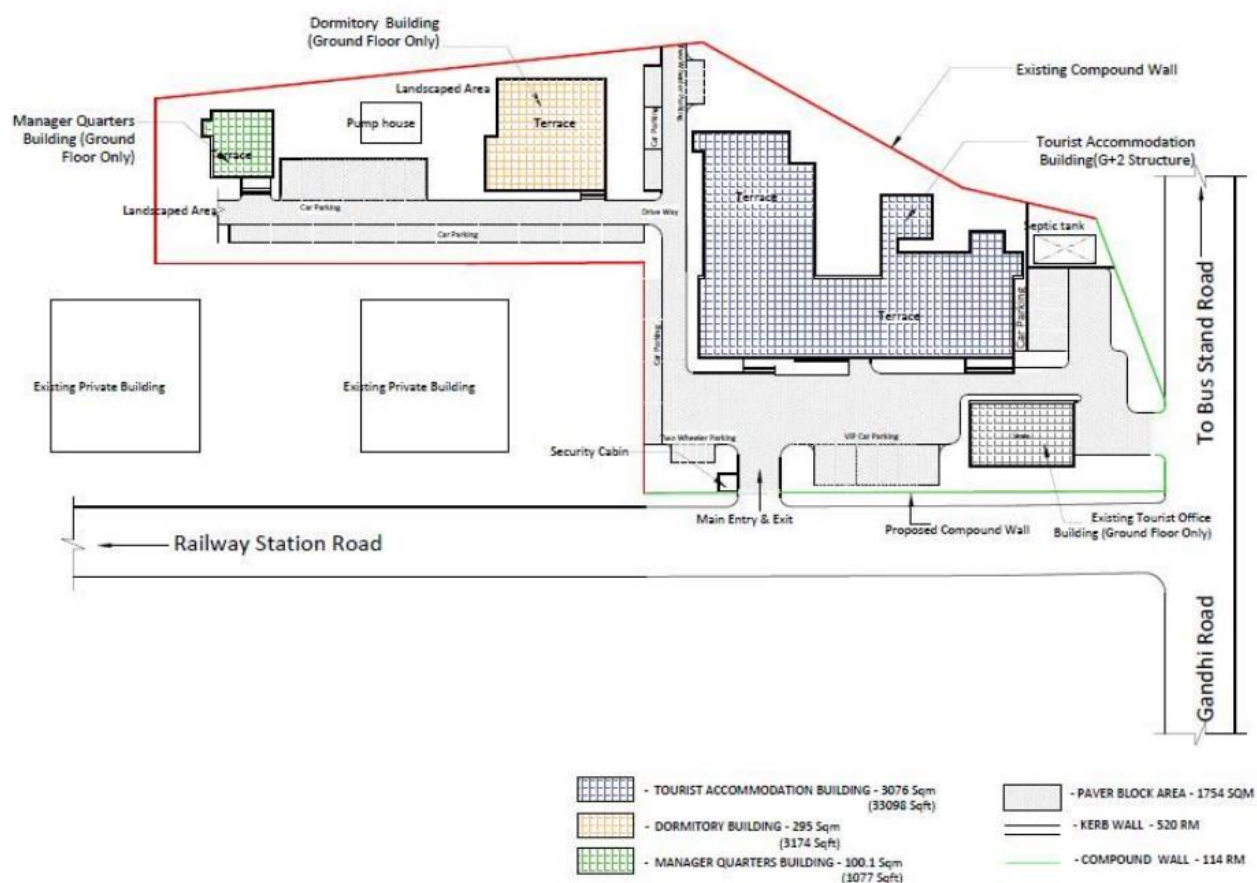 Dormitory Building
(Ground Floor Only)
Existing Compound Wall
Landscaped Area
Manager Quarters
Building (Ground
Floor Only)
Pump house
Terrace
Terrace
Car Parking
Two Wheeler Parking
Tourist Accommodation
Building(G+2 Structure)
Terrace
Landscaped Area
Car Parking
Drive Way
Septic tank
Car Parking
To Bus Stand Road
Terrace
Car Parking
Car Parking
Existing Private Building
Existing Private Building
Two Wheeler Parking
VIP Car Parking
Security Cabin
Main Entry & Exit
Proposed Compound Wall
Existing Tourist Office
Building (Ground Floor Only)
Railway Station Road
Gandhi Road
- TOURIST ACCOMMODATION BUILDING - 3076 Sqm
(33098 Sqft)
- DORMITORY BUILDING - 295 Sqm
(3174 Sqft)
- MANAGER QUARTERS BUILDING - 100.1 Sqm
(1077 Sqft)
- PAVER BLOCK AREA - 1754 SQM
- KERB WALL - 520 RM
- COMPOUND WALL - 114 RM